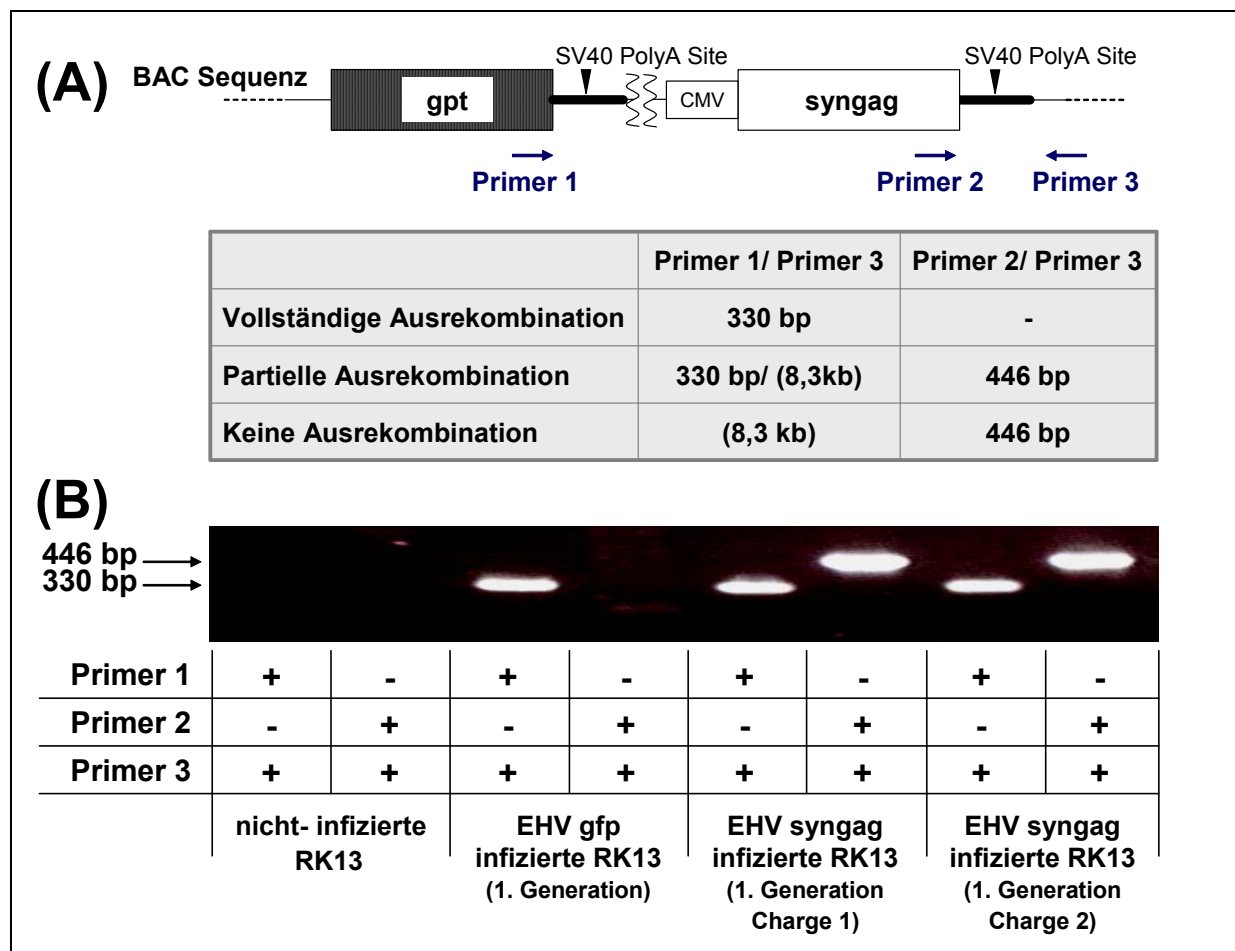 (A)
BAC Sequenz
SV40 PolyA Site
SV40 PolyA Site
gpt
CMV
syngag
Primer 1
Primer 2
Primer 3
Primer 1/ Primer 3
Primer 2/ Primer 3
Vollständige Ausrekombination
330 bp
-
Partielle Ausrekombination
330 bp/ (8,3kb)
446 bp
Keine Ausrekombination
(8,3 kb)
446 bp
(B)
446 bp
330 bp
Primer 1 + - + - + - + -
Primer 2 - + - + - + - +
Primer 3 + + + + + + + +
nicht- infizierte
RK13
EHV gfp
infizierte RK13
(1. Generation)
EHV syngag
infizierte RK13
(1. Generation
Charge 1)
EHV syngag
infizierte RK13
(1. Generation
Charge 2)